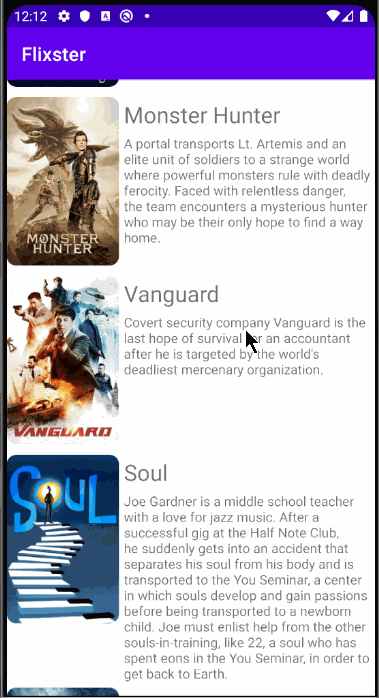 12:12
Flixster
Monster Hunter
A portal transports Lt. Artemis and an
elite unit of soldiers to a strange world
where powerful monsters rule with deadly
ferocity. Faced with relentless danger,
the team encounters a mysterious hunter
who may be their only hope to find a way
home.
MONSTER
HUNTER
Vanguard
Covert security company Vanguard is the
last hope of survival for an accountant
after he is targeted by the world's
deadliest mercenary organization.
VANGUARD
Soul
Joe Gardner is a middle school teacher
with a love for jazz music. After a
successful gig at the Half Note Club,
he suddenly gets into an accident that
separates his soul from his body and is
transported to the You Seminar, a center
in which souls develop and gain passions
before being transported to a newborn
child. Joe must enlist help from the other
souls-in-training, like 22, a soul who has
spent eons in the You Seminar, in order to
get back to Earth.
SOUL